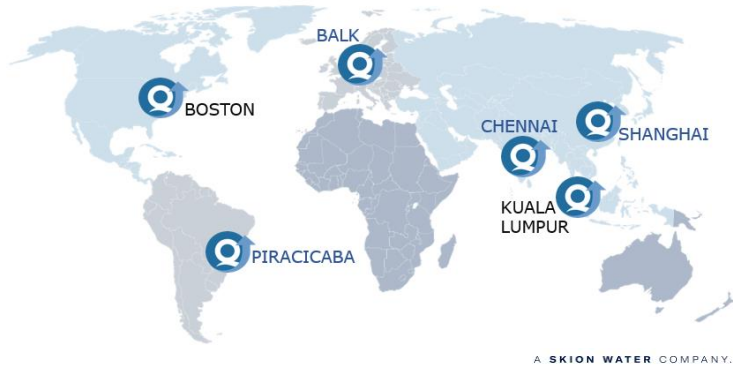 BALK
BOSTON
CHENNAI
SHANGHAI
KUALA
LUMPUR
PIRACICABA
A SKION WATER COMPANY.